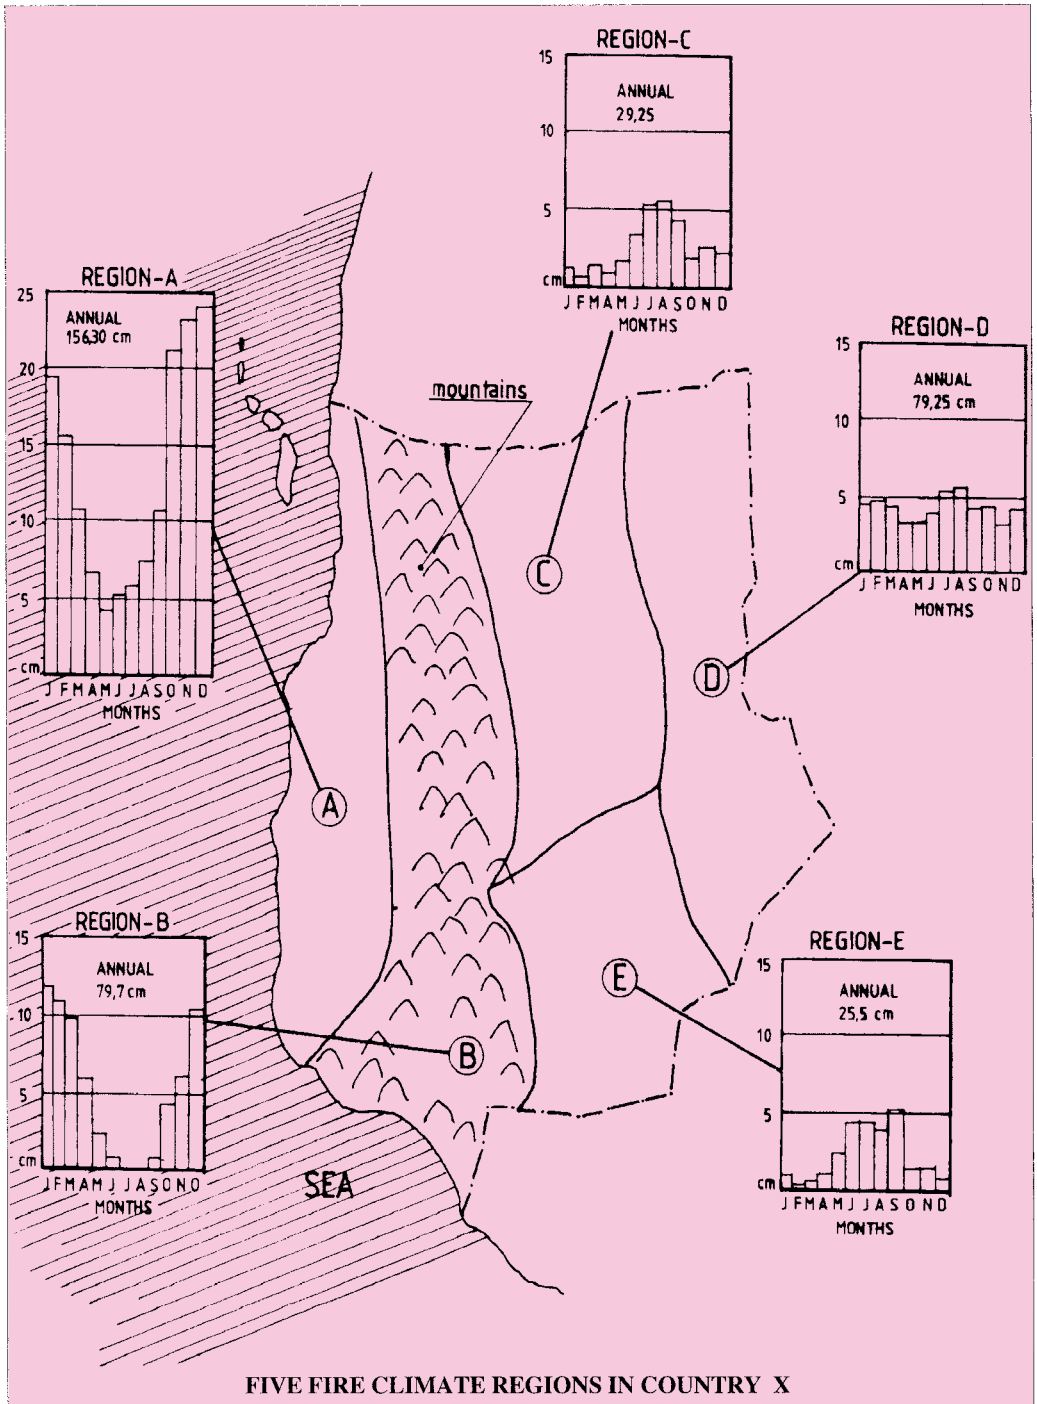 REGION-C
15
ANNUAL
29,25
10
5
cm
J F M A M J J A S O N D
MONTHS
REGION-A
25
ANNUAL
156,30 cm
20
15
10
5
cm
J F M A M J J A S O N D
MONTHS
mountains
REGION-D
15
ANNUAL
79,25 cm
10
5
cm
J F M A M J J A S O N D
MONTHS
C
D
A
REGION-B
15
ANNUAL
79,7 cm
10
5
cm
J F M A M J J A S O N D
MONTHS
E
B
REGION-E
15
ANNUAL
25,5 cm
10
5
cm
J F M A M J J A S O N D
MONTHS
SEA
FIVE FIRE CLIMATE REGIONS IN COUNTRY X